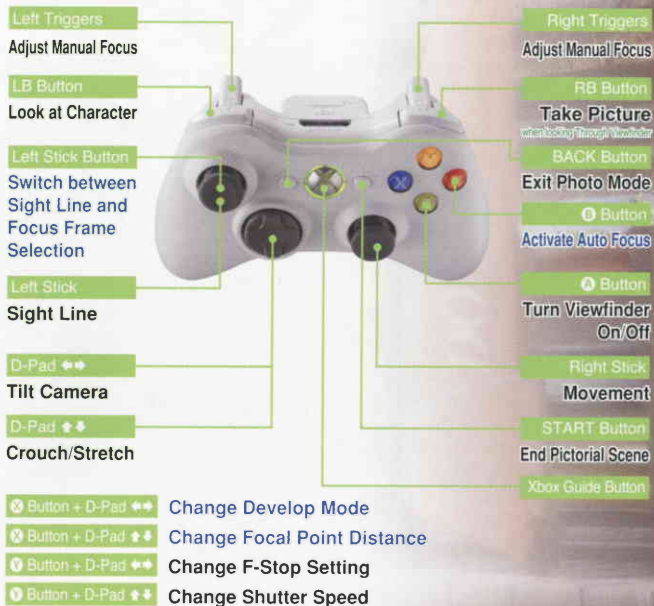 Left Triggers
Adjust Manual Focus
LB Button
Look at Character
Left Stick Button
Switch between
Sight Line and
Focus Frame
Selection
Left Stick
Sight Line
D-Pad ⬅➡
Tilt Camera
D-Pad ⬆⬇
Crouch/Stretch
Right Triggers
Adjust Manual Focus
RB Button
Take Picture
when looking Through Viewfinder
BACK Button
Exit Photo Mode
B Button
Activate Auto Focus
A Button
Turn Viewfinder
On/Off
Right Stick
Movement
START Button
End Pictorial Scene
Xbox Guide Button
X
Y
X Button + D-Pad ⬅➡ Change Develop Mode
X Button + D-Pad ⬆⬇ Change Focal Point Distance
Y Button + D-Pad ⬅➡ Change F-Stop Setting
Y Button + D-Pad ⬆⬇ Change Shutter Speed